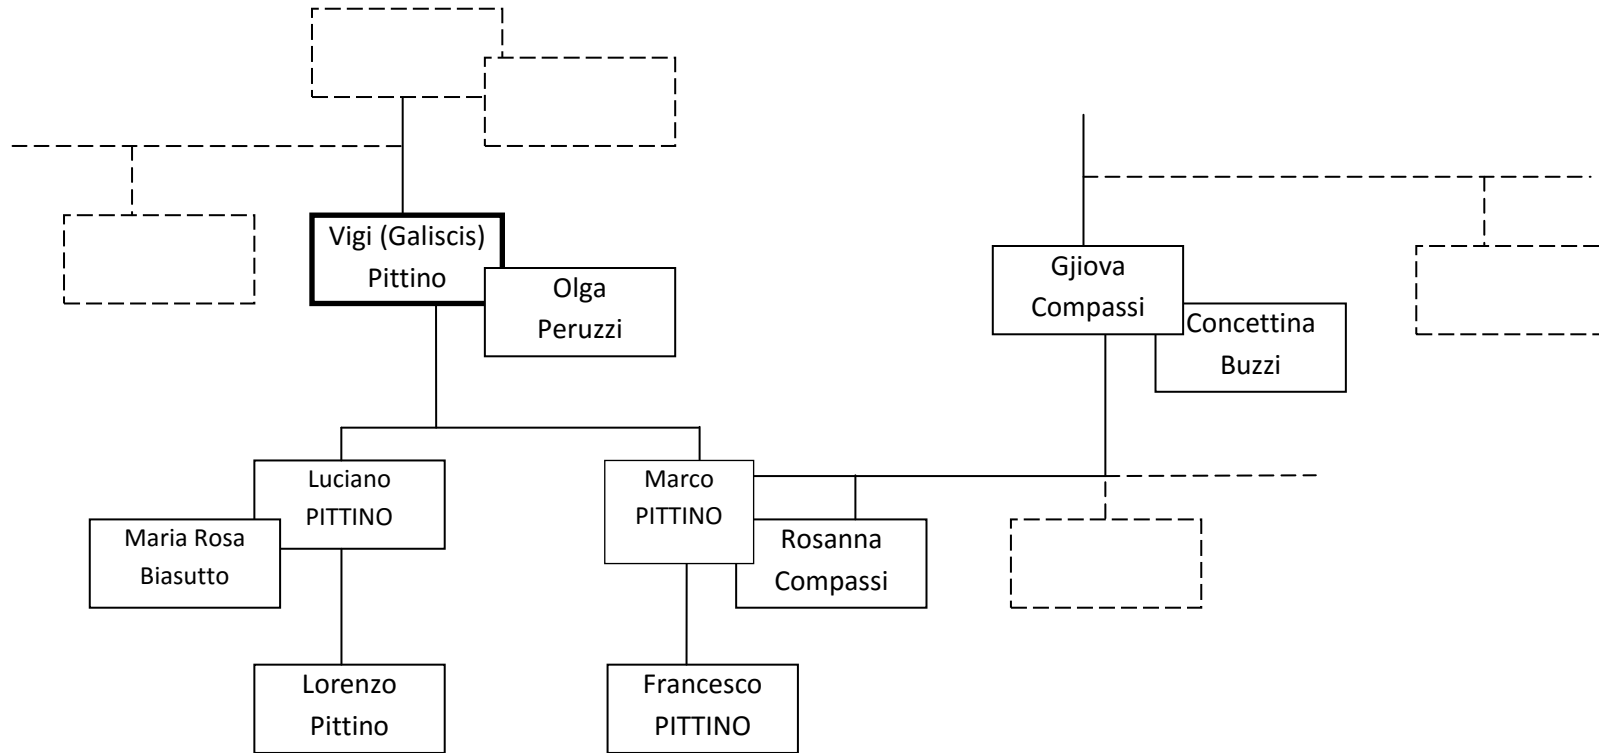 Vigi (Galiscis)
Pittino
Olga
Peruzzi
Gjiova
Compassi
Concettina
Buzzi
Luciano
PITTINO
Maria Rosa
Biasutto
Marco
PITTINO
Rosanna
Compassi
Lorenzo
Pittino
Francesco
PITTINO